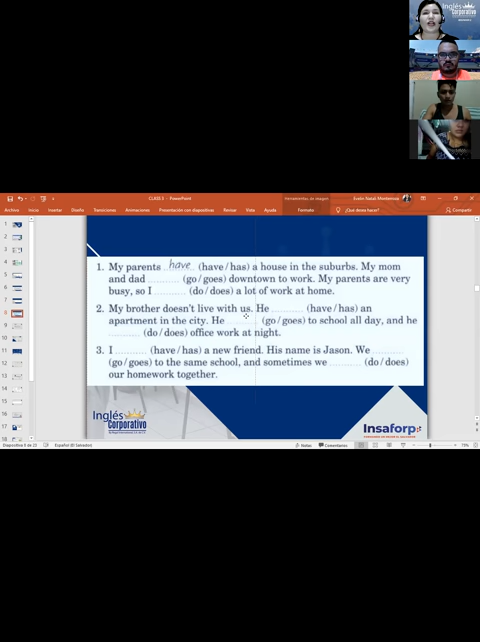 Inglés
Corporativo
CLASS 5 - PowerPoint
Herramientas de imagen
Archivo Inicio Insertar Diseño Transiciones Animaciones Presentación con diapositivas Revisar Vista Ayuda Formato ¿Qué desea hacer? Compartir
1. My parents have (have / has) a house in the suburbs. My mom
and dad ........... (go / goes) downtown to work. My parents are very
busy, so I ........... (do / does) a lot of work at home.
2. My brother doesn't live with us. He ........... (have / has) an
apartment in the city. He ........... (go / goes) to school all day, and he
........... (do / does) office work at night.
3. I ........... (have / has) a new friend. His name is Jason. We ...........
(go / goes) to the same school, and sometimes we ........... (do / does)
our homework together.
Inglés
Corporativo
Insaforp
Español (El Salvador) Notas Comentarios